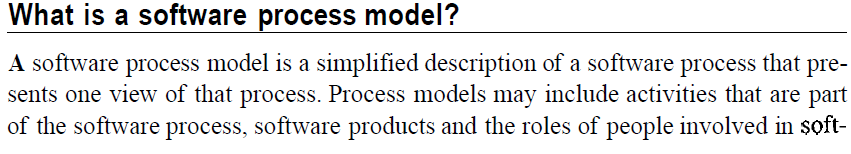 What is a software process model?
A software process model is a simplified description of a software process that pre-
sents one view of that process. Process models may include activities that are part
of the software process, software products and the roles of people involved in soft-